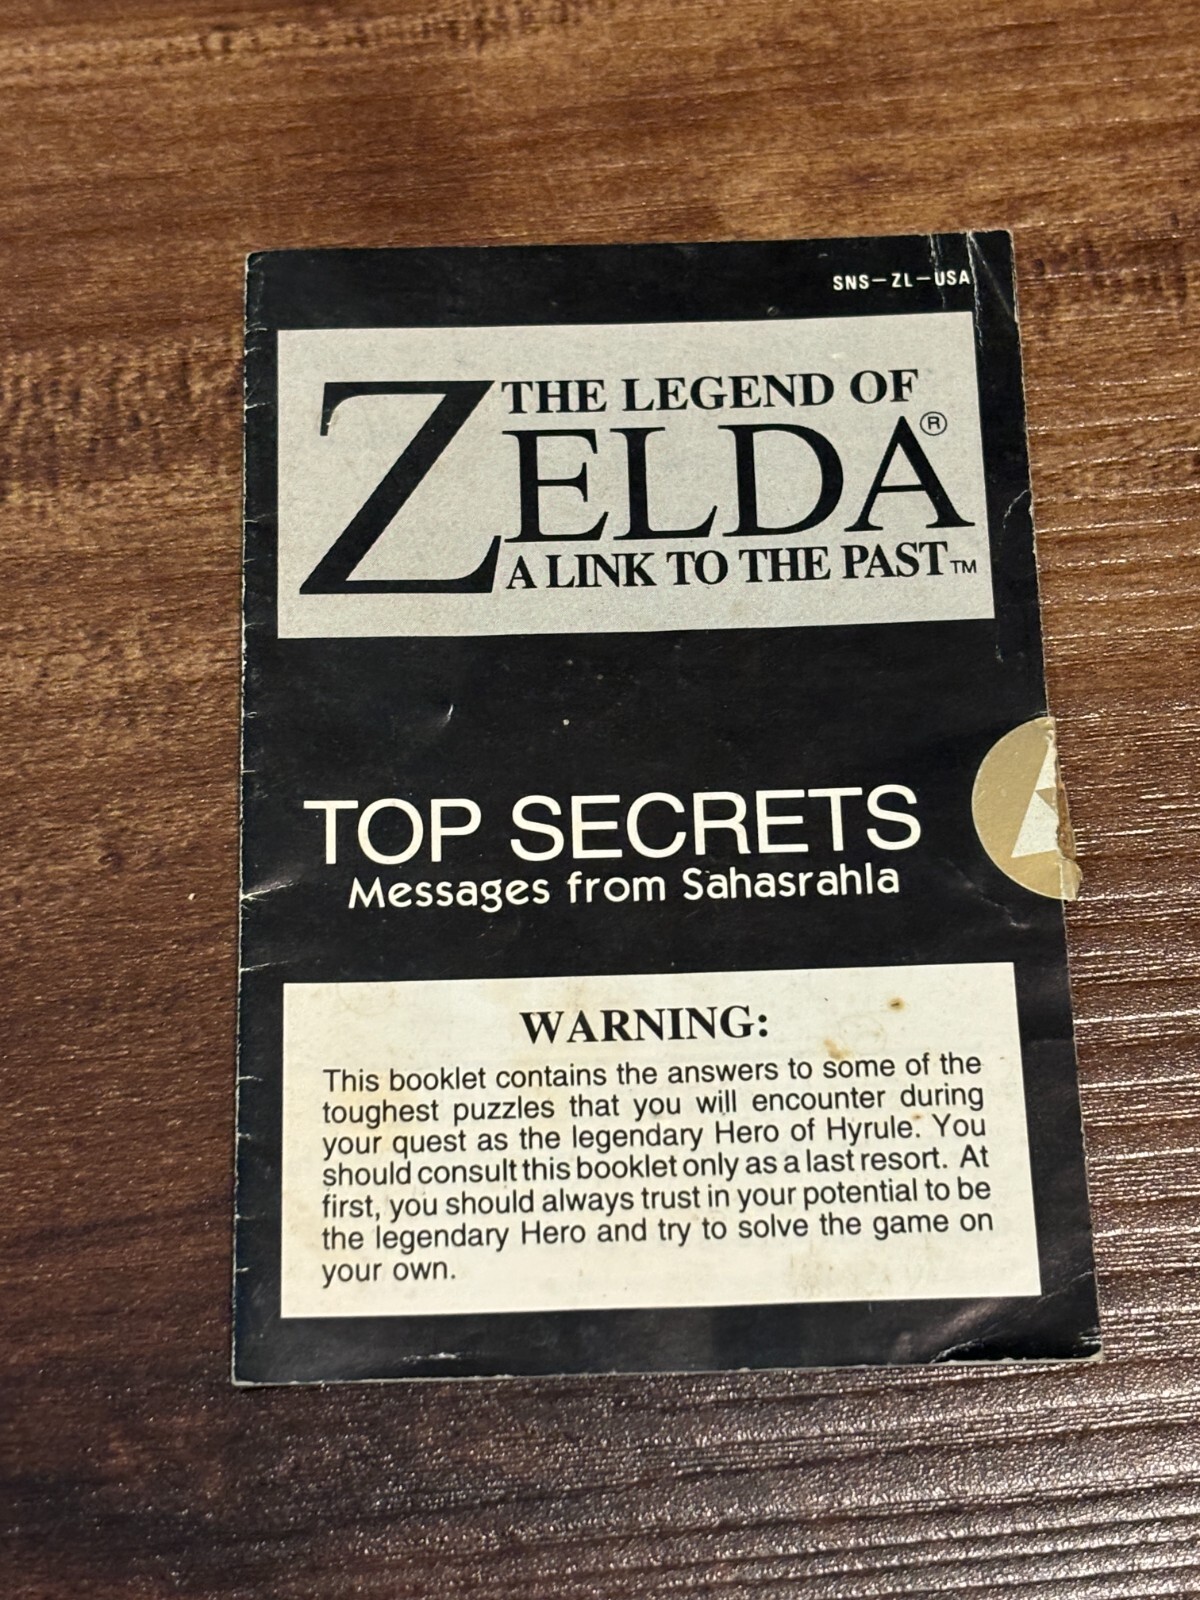 SNS-ZL-USA
THE LEGEND OF
ZELDA®
A LINK TO THE PAST™
TOP SECRETS
Messages from Sahasrahla
WARNING:
This booklet contains the answers to some of the
toughest puzzles that you will encounter during
your quest as the legendary Hero of Hyrule. You
should consult this booklet only as a last resort. At
first, you should always trust in your potential to be
the legendary Hero and try to solve the game on
your own.